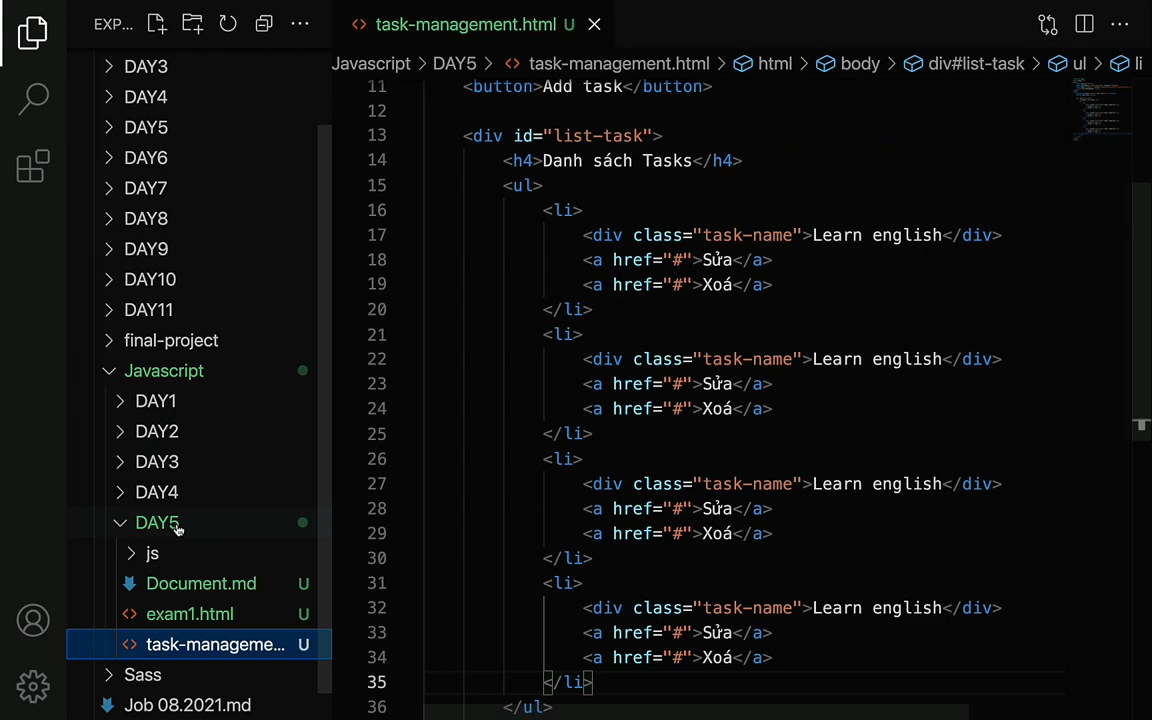 EXP...
task-management.html U
Javascript > DAY5 > task-management.html > html > body > div#list-task > ul > li
DAY3
DAY4
DAY5
DAY6
DAY7
DAY8
DAY9
DAY10
DAY11
final-project
Javascript
DAY1
DAY2
DAY3
DAY4
DAY5
js
Document.md U
exam1.html U
task-manageme... U
Sass
Job 08.2021.md
11 <button>Add task</button>
12
13 <div id="list-task">
14 <h4>Danh sách Tasks</h4>
15 <ul>
16 <li>
17 <div class="task-name">Learn english</div>
18 <a href="#">Sửa</a>
19 <a href="#">Xoá</a>
20 </li>
21 <li>
22 <div class="task-name">Learn english</div>
23 <a href="#">Sửa</a>
24 <a href="#">Xoá</a>
25 </li>
26 <li>
27 <div class="task-name">Learn english</div>
28 <a href="#">Sửa</a>
29 <a href="#">Xoá</a>
30 </li>
31 <li>
32 <div class="task-name">Learn english</div>
33 <a href="#">Sửa</a>
34 <a href="#">Xoá</a>
35 </li>
36 </ul>